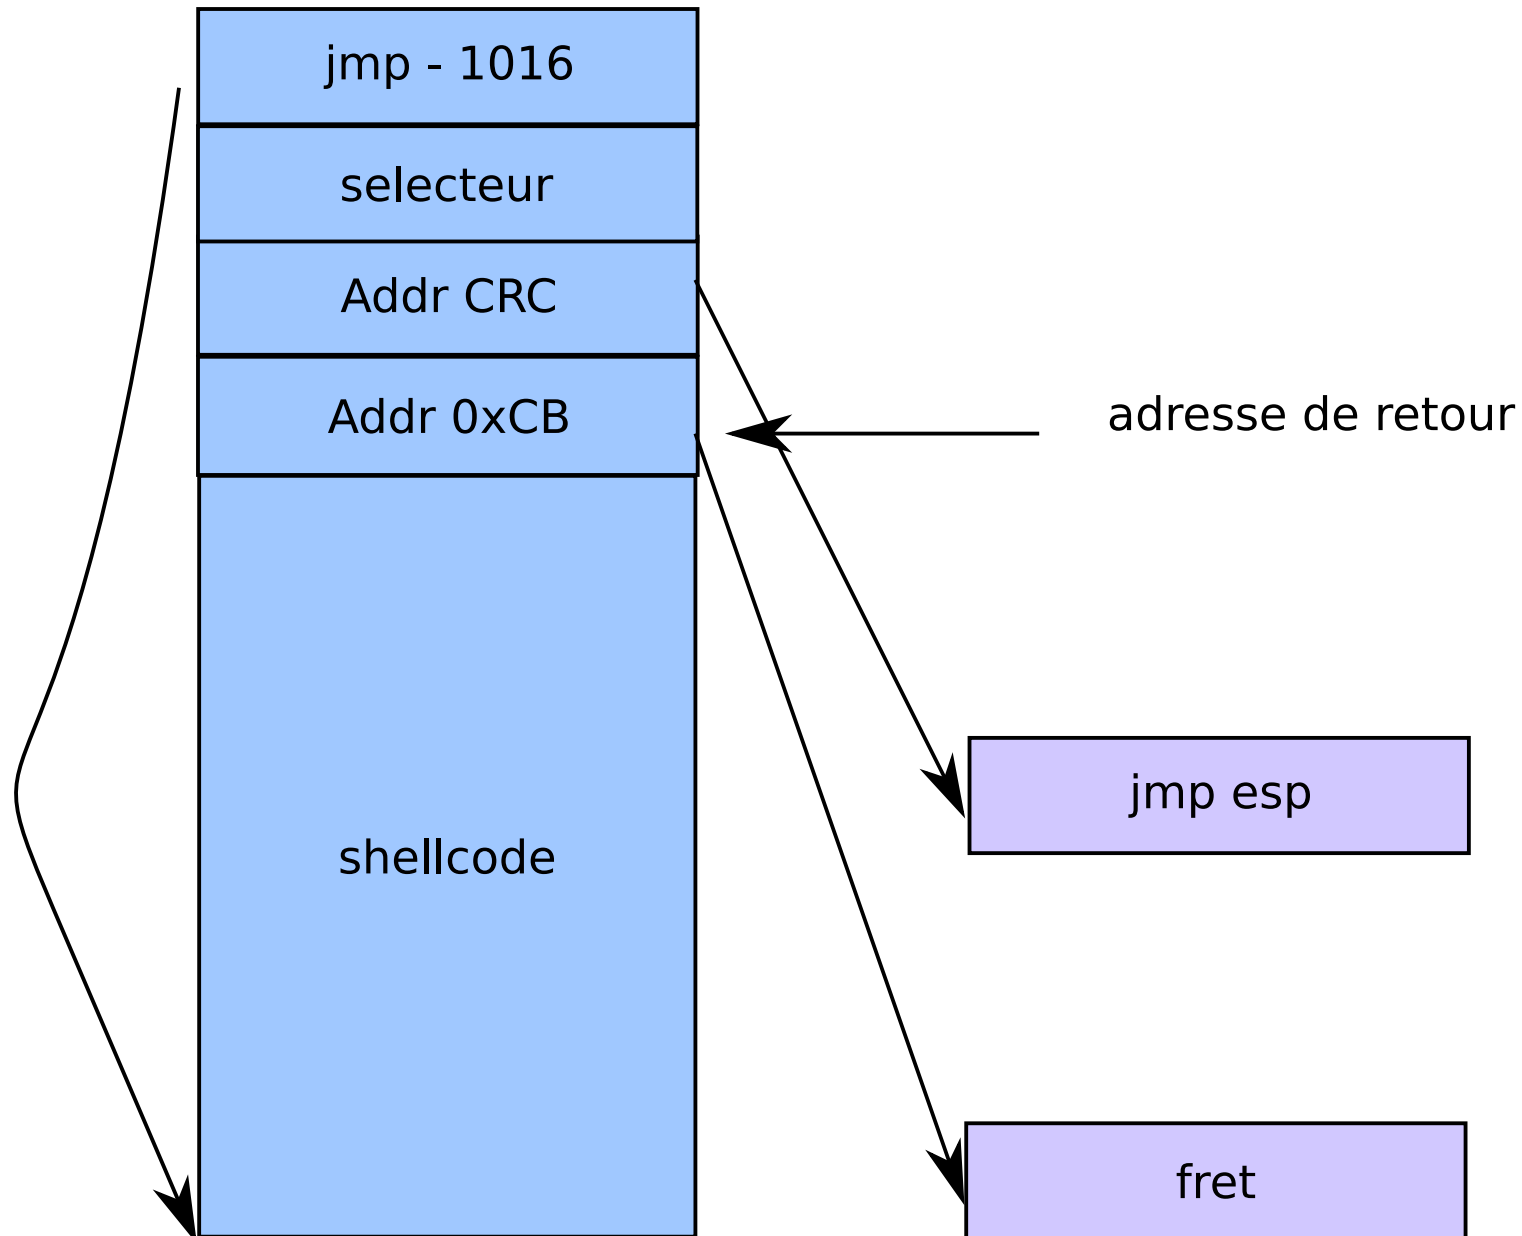 jmp - 1016
selecteur
Addr CRC
Addr 0xCB
adresse de retour
shellcode
jmp esp
fret